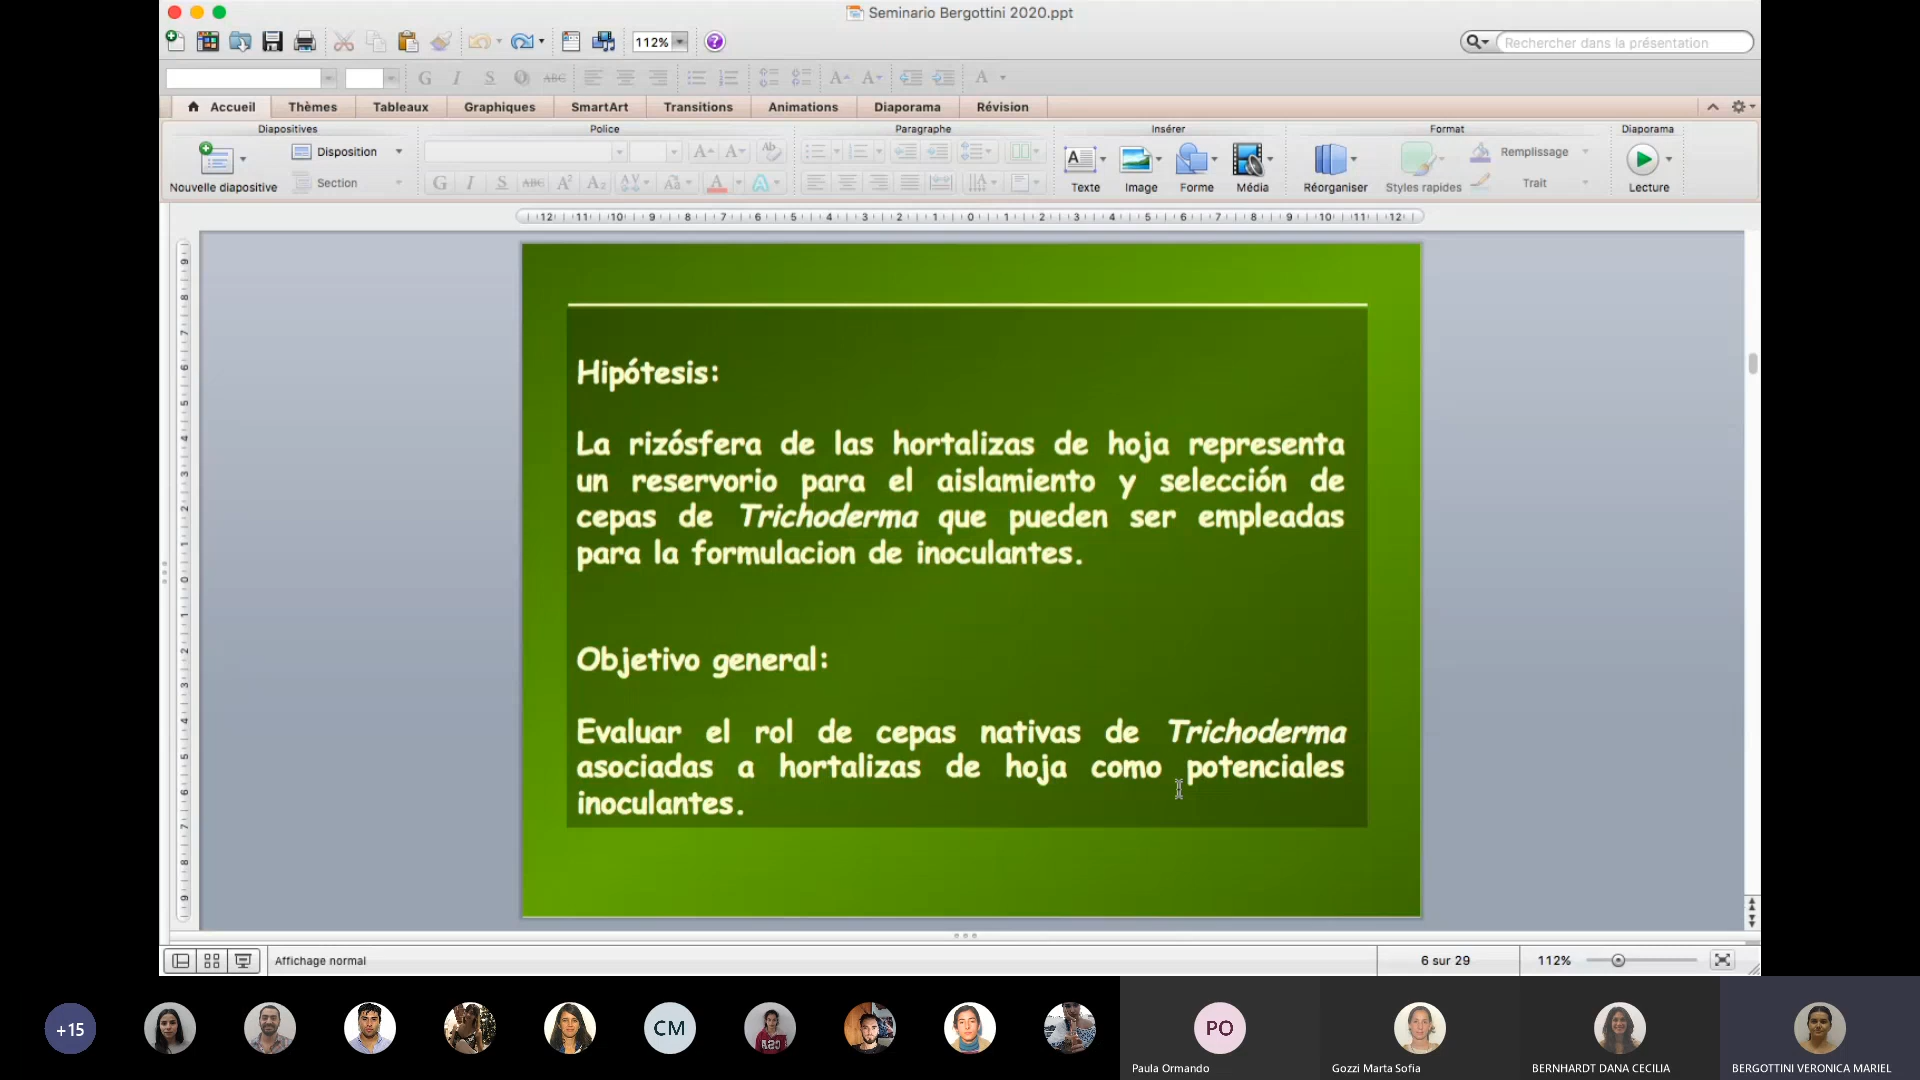 Seminario Bergottini 2020.ppt
112%
Rechercher dans la présentation
Accueil Thèmes Tableaux Graphiques SmartArt Transitions Animations Diaporama Révision
Diapositives Police Paragraphe Insérer Format Diaporama
Nouvelle diapositive Disposition Section
Texte Image Forme Média Réorganiser Styles rapides Remplissage Trait Lecture
Hipótesis:
La rizósfera de las hortalizas de hoja representa
un reservorio para el aislamiento y selección de
cepas de Trichoderma que pueden ser empleadas
para la formulacion de inoculantes.
Objetivo general:
Evaluar el rol de cepas nativas de Trichoderma
asociadas a hortalizas de hoja como potenciales
inoculantes.
Affichage normal 6 sur 29 112%
+15 CM PO
Paula Ormando Gozzi Marta Sofia BERNHARDT DANA CECILIA BERGOTTINI VERONICA MARIEL